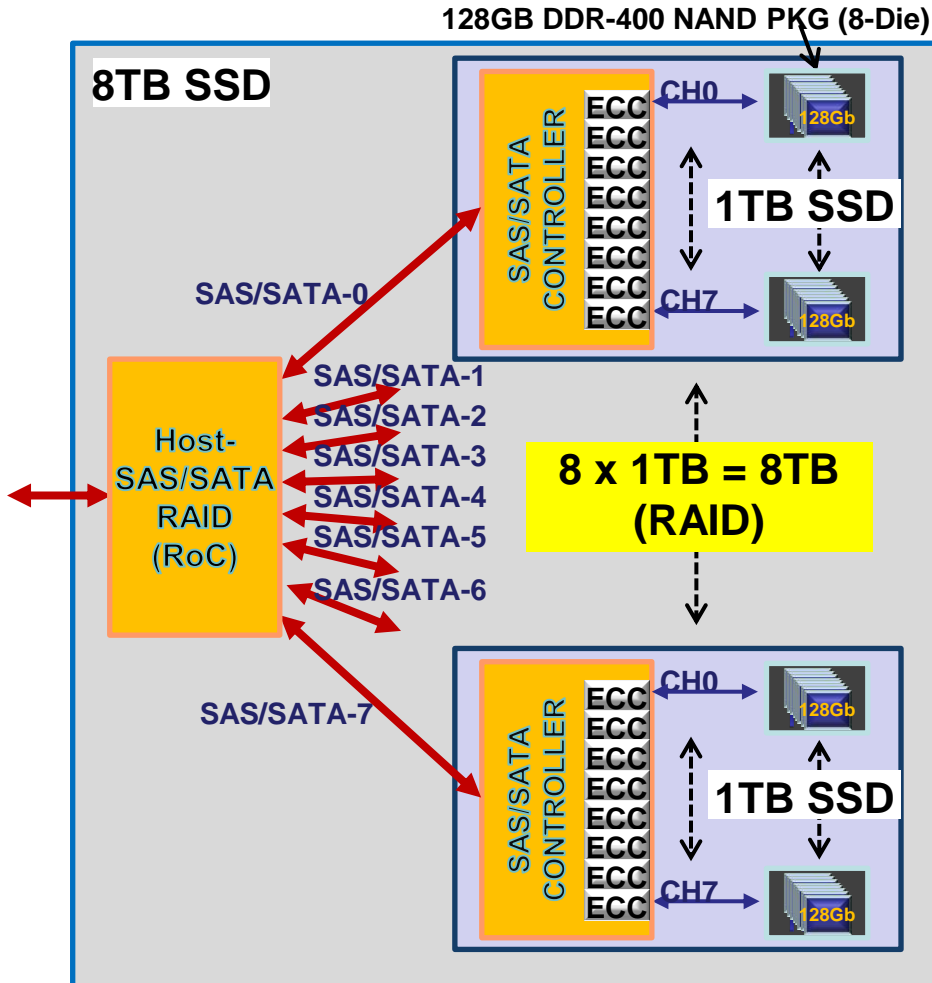 128GB DDR-400 NAND PKG (8-Die)
8TB SSD
SAS/SATA
CONTROLLER
ECC
ECC
ECC
ECC
ECC
ECC
ECC
ECC
CH0
128Gb
1TB SSD
CH7
128Gb
SAS/SATA-0
SAS/SATA-1
SAS/SATA-2
SAS/SATA-3
SAS/SATA-4
SAS/SATA-5
SAS/SATA-6
SAS/SATA-7
Host-
SAS/SATA
RAID
(RoC)
8 x 1TB = 8TB
(RAID)
SAS/SATA
CONTROLLER
ECC
ECC
ECC
ECC
ECC
ECC
ECC
ECC
CH0
128Gb
1TB SSD
CH7
128Gb